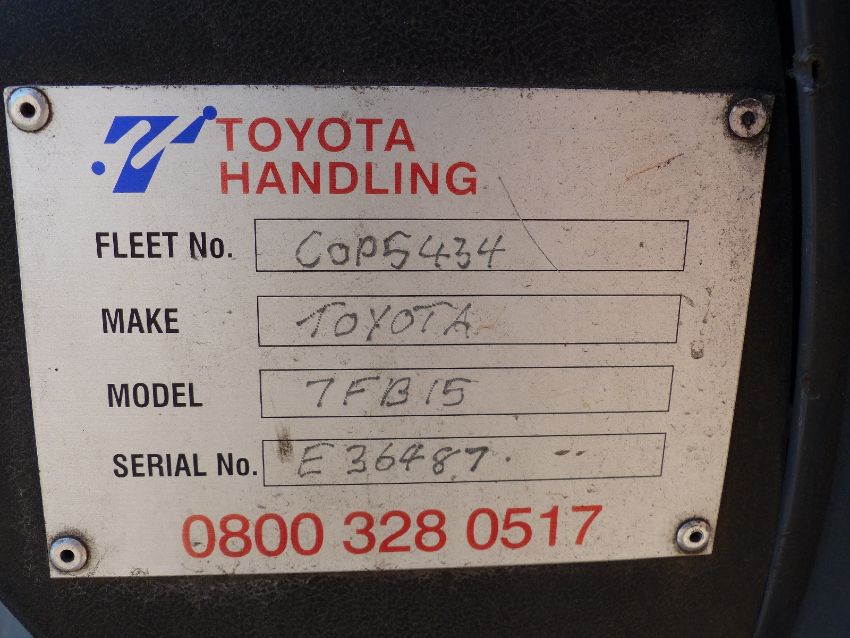 TOYOTA
HANDLING
FLEET No. COP5434
MAKE TOYOTA
MODEL 7FB15
SERIAL No. E36487.
0800 328 0517